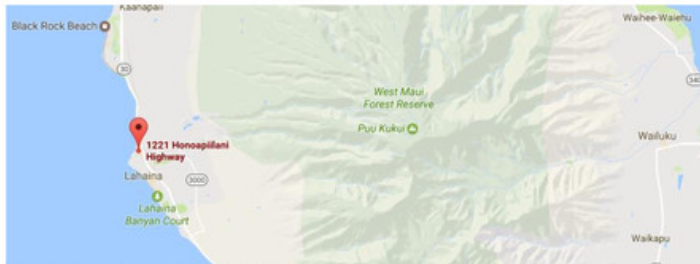 Kaanapali
Black Rock Beach
Waihee-Waiehu
30
340
West Maui
Forest Reserve
Puu Kukui
1221 Honoapiilani
Highway
Wailuku
Lahaina
3000
Lahaina
Banyan Court
Waikapu